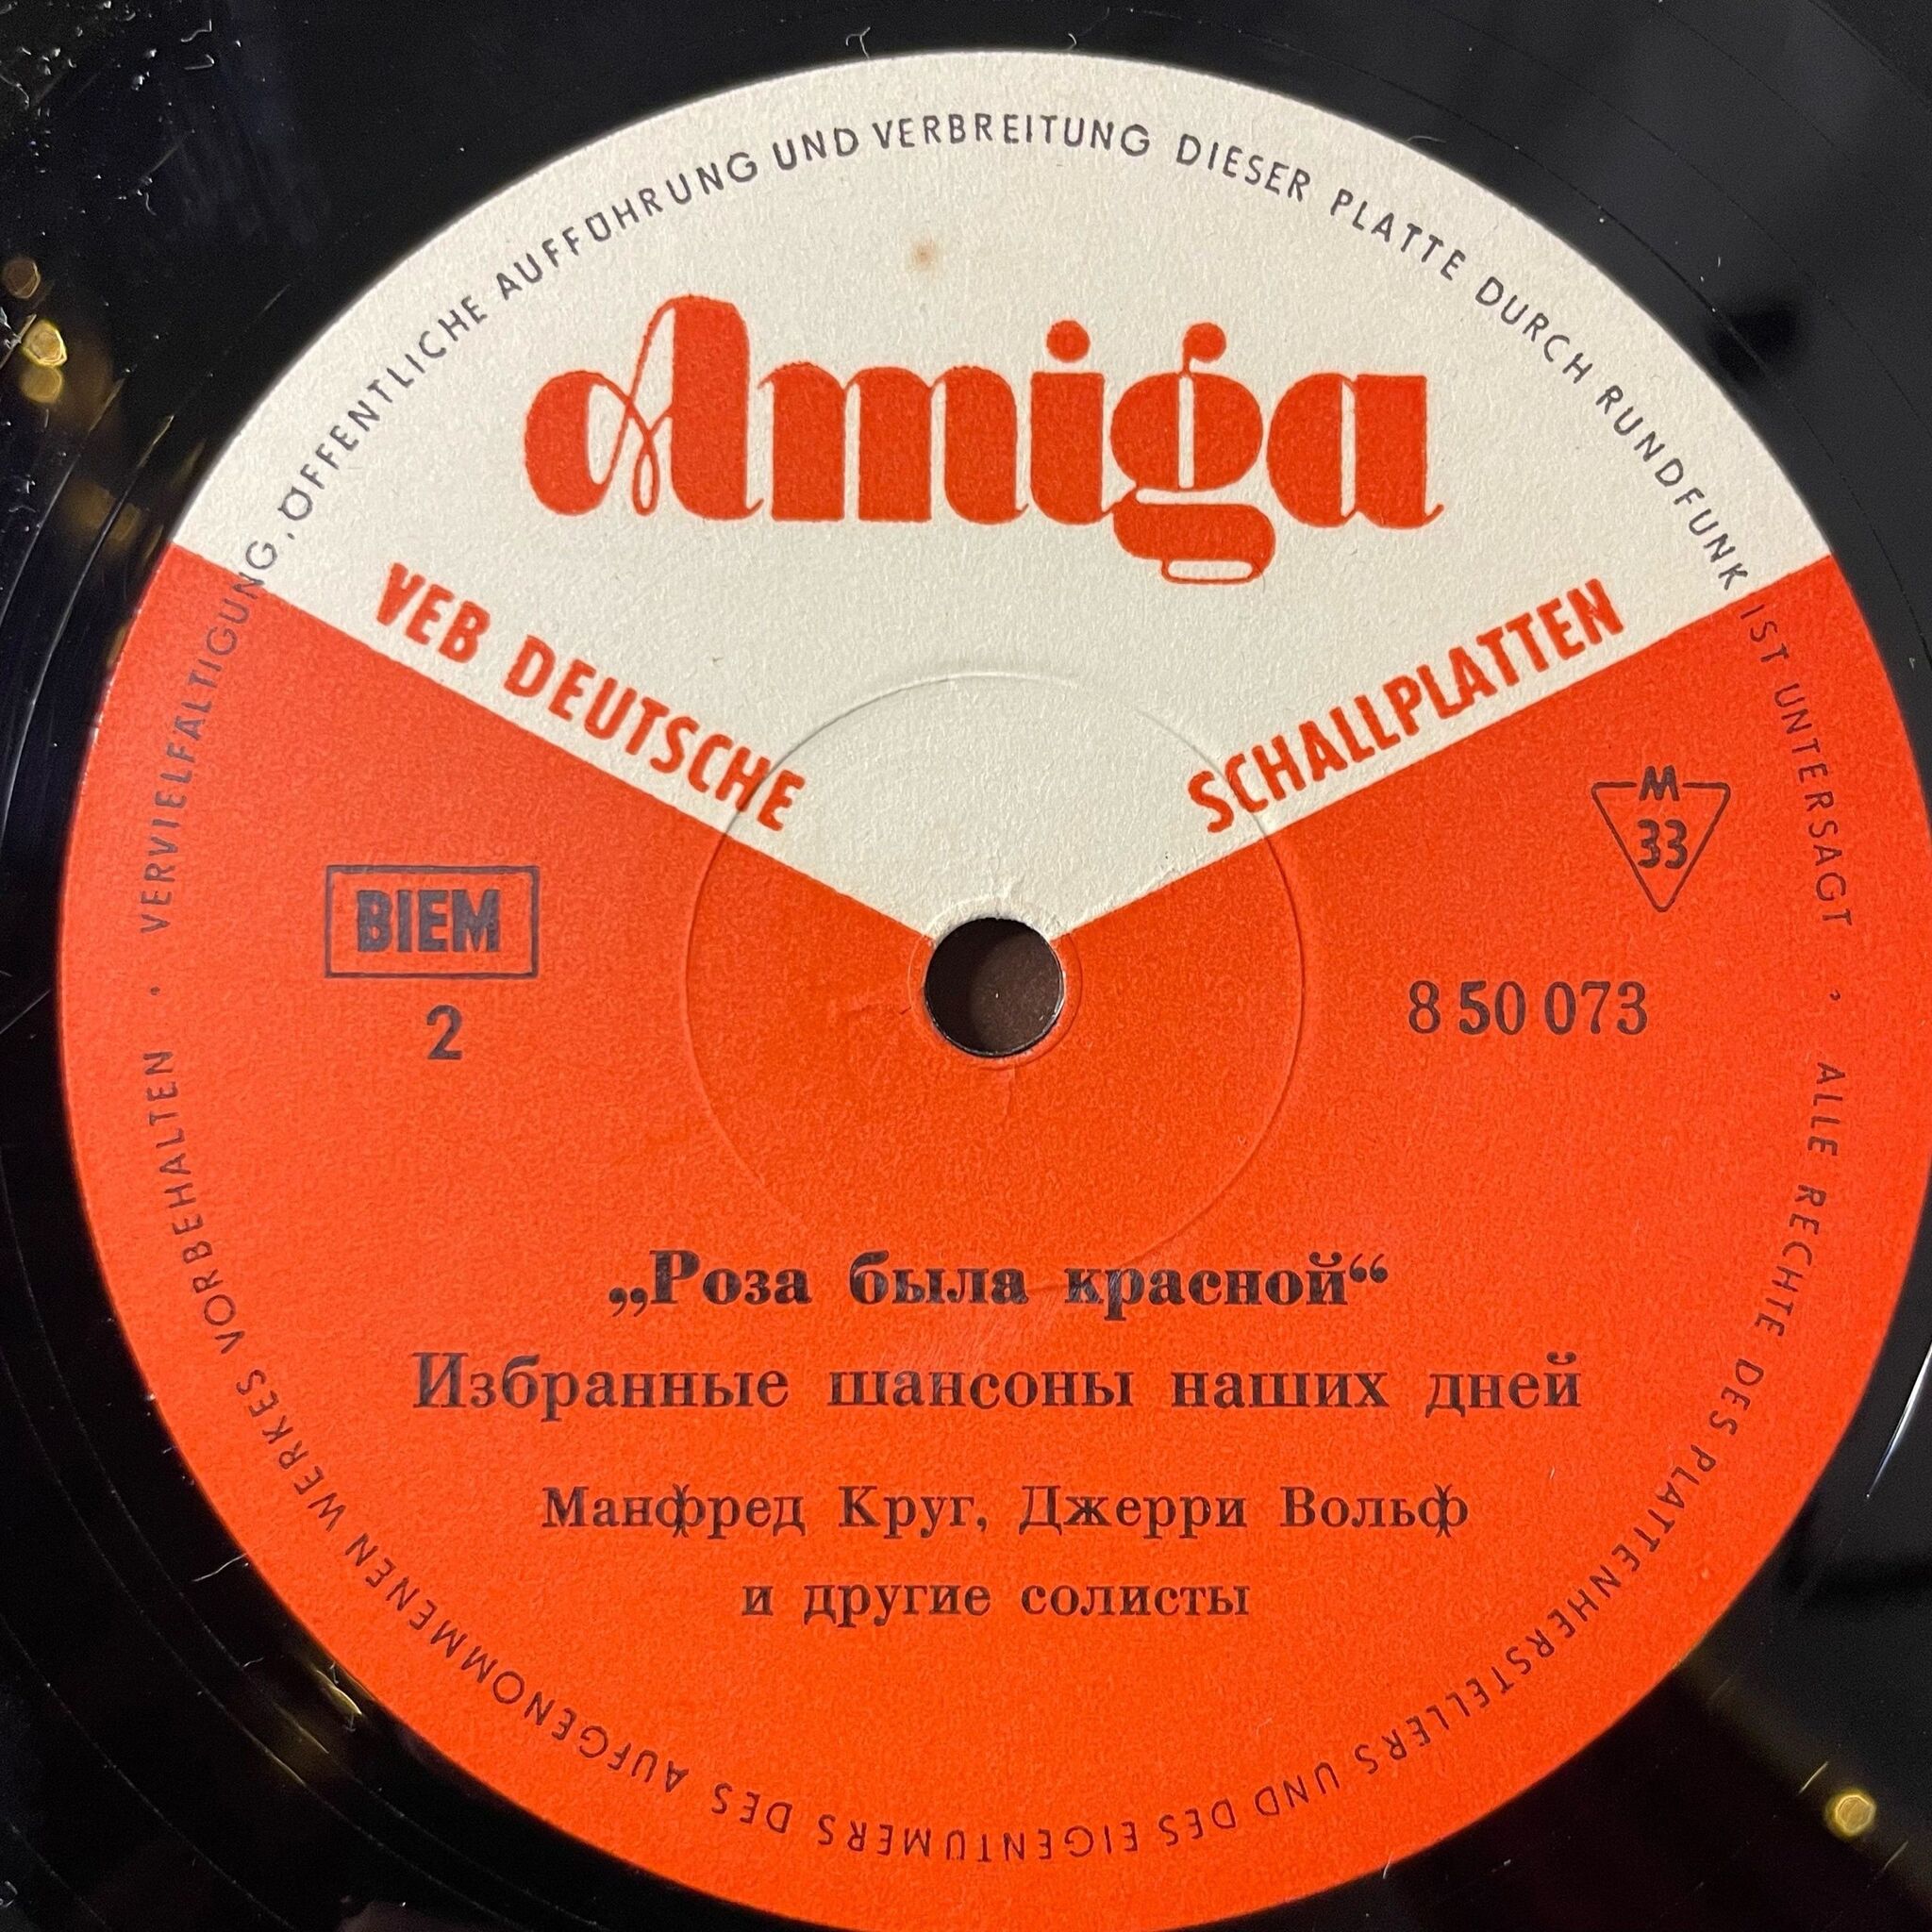 VERVIELFÄLTIGUNG, ÖFFENTLICHE AUFFÜHRUNG UND VERBREITUNG DIESER PLATTE DURCH RUNDFUNK IST UNTERSAGT ·
Amiga
VEB DEUTSCHE SCHALLPLATTEN
M
33
BIEM
2
8 50 073
„Роза была красной“
Избранные шансоны наших дней
Манфред Круг, Джерри Вольф
и другие солисты
ALLE RECHTE DES PLATTENHERSTELLERS UND DES EIGENTÜMERS DES AUFGENOMMENEN WERKES VORBEHALTEN ·